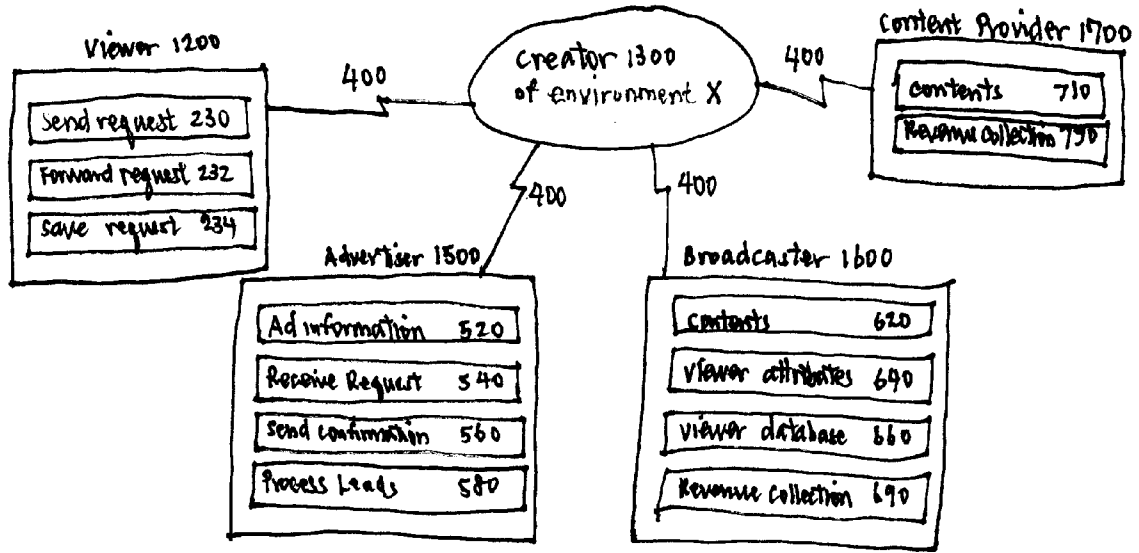 Viewer 1200
Send request 230
Forward request 232
Save request 234
400
Creator 1300
of environment X
400
Content Provider 1700
Contents 710
Revenue collection 790
400
400
Advertiser 1500
Ad information 520
Receive Request 540
Send confirmation 560
Process Leads 580
Broadcaster 1600
Contents 620
Viewer attributes 640
Viewer database 660
Revenue collection 690